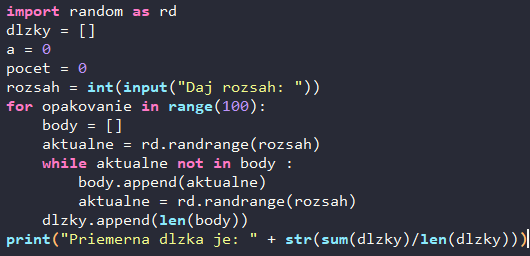 import random as rd
dlzky = []
a = 0
pocet = 0
rozsah = int(input("Daj rozsah: "))
for opakovanie in range(100):
    body = []
    aktualne = rd.randrange(rozsah)
    while aktualne not in body :
        body.append(aktualne)
        aktualne = rd.randrange(rozsah)
    dlzky.append(len(body))
print("Priemerna dlzka je: " + str(sum(dlzky)/len(dlzky)))